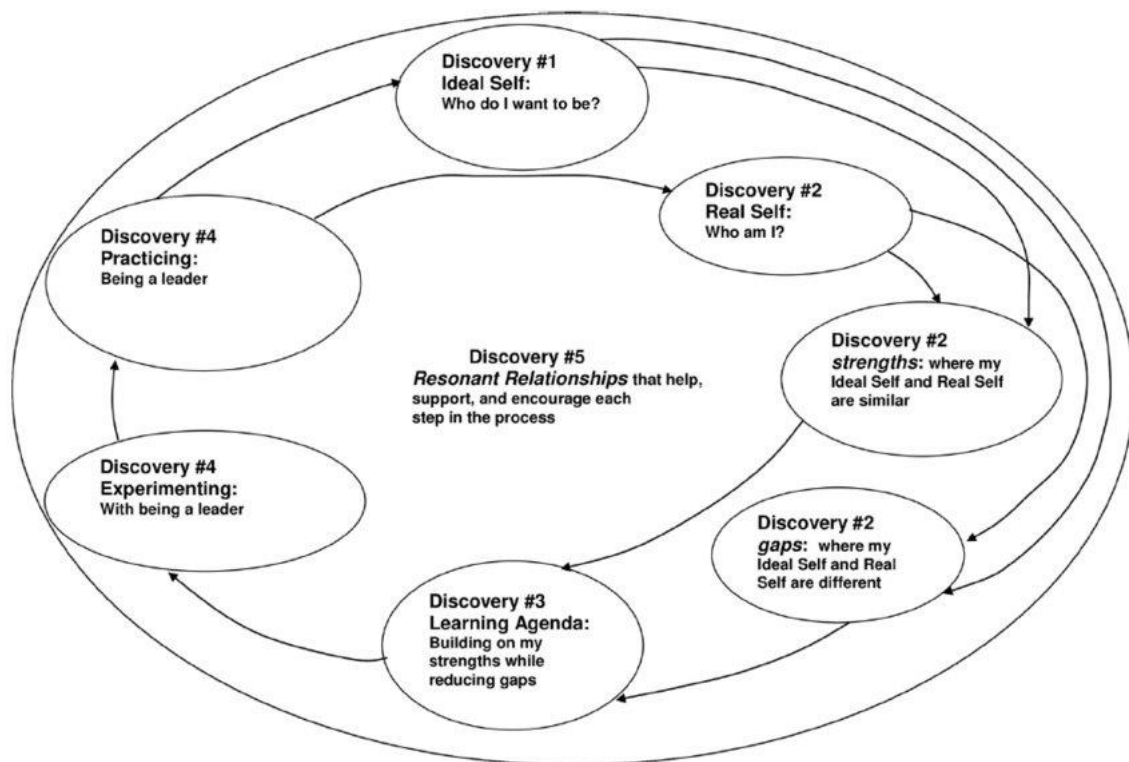 Discovery #1
Ideal Self:
Who do I want to be?
Discovery #2
Real Self:
Who am I?
Discovery #4
Practicing:
Being a leader
Discovery #2
strengths: where my
Ideal Self and Real Self
are similar
Discovery #5
Resonant Relationships that help,
support, and encourage each
step in the process
Discovery #4
Experimenting:
With being a leader
Discovery #2
gaps: where my
Ideal Self and Real
Self are different
Discovery #3
Learning Agenda:
Building on my
strengths while
reducing gaps